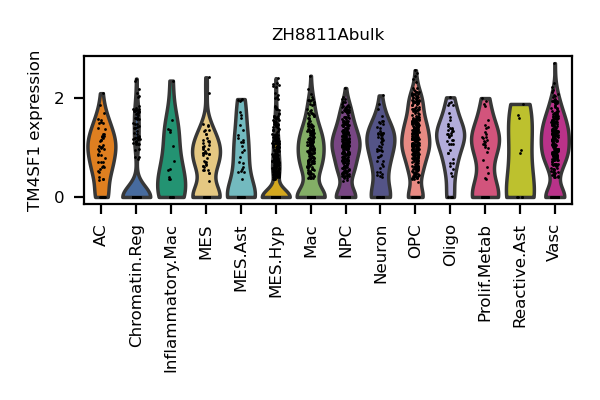 ZH8811Abulk
TM4SF1 expression
2
0
AC
Chromatin.Reg
Inflammatory.Mac
MES
MES.Ast
MES.Hyp
Mac
NPC
Neuron
OPC
Oligo
Prolif.Metab
Reactive.Ast
Vasc